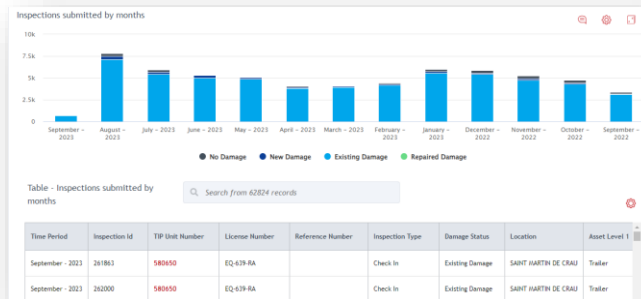 Inspections submitted by months
10k
7.5k
5k
2.5k
0
September - 2023
August - 2023
July - 2023
June - 2023
May - 2023
April - 2023
March - 2023
February - 2023
January - 2023
December - 2022
November - 2022
October - 2022
September - 2022
No Damage New Damage Existing Damage Repaired Damage
Table - Inspections submitted by months
Search from 62824 records
Time Period Inspection Id TIP Unit Number License Number Reference Number Inspection Type Damage Status Location Asset Level 1
September - 2023 261863 580650 EQ-639-RA Check In Existing Damage SAINT MARTIN DE CRAU Trailer
September - 2023 262000 580650 EQ-639-RA Check In Existing Damage SAINT MARTIN DE CRAU Trailer